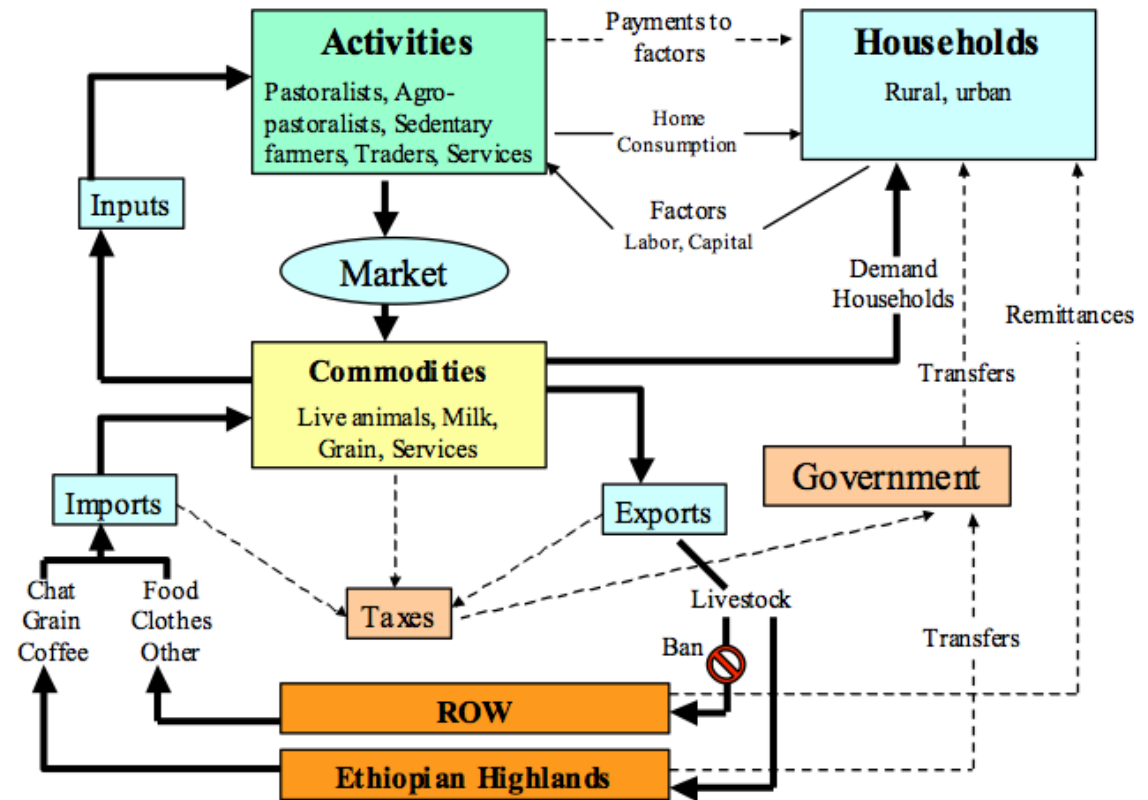 Activities
Pastoralists, Agro-
pastoralists, Sedentary
farmers, Traders, Services
Payments to
factors
Households
Rural, urban
Home
Consumption
Factors
Labor, Capital
Inputs
Market
Demand
Households
Remittances
Commodities
Live animals, Milk,
Grain, Services
Transfers
Government
Imports
Exports
Chat
Grain
Coffee
Food
Clothes
Other
Taxes
Livestock
Ban
Transfers
ROW
Ethiopian Highlands